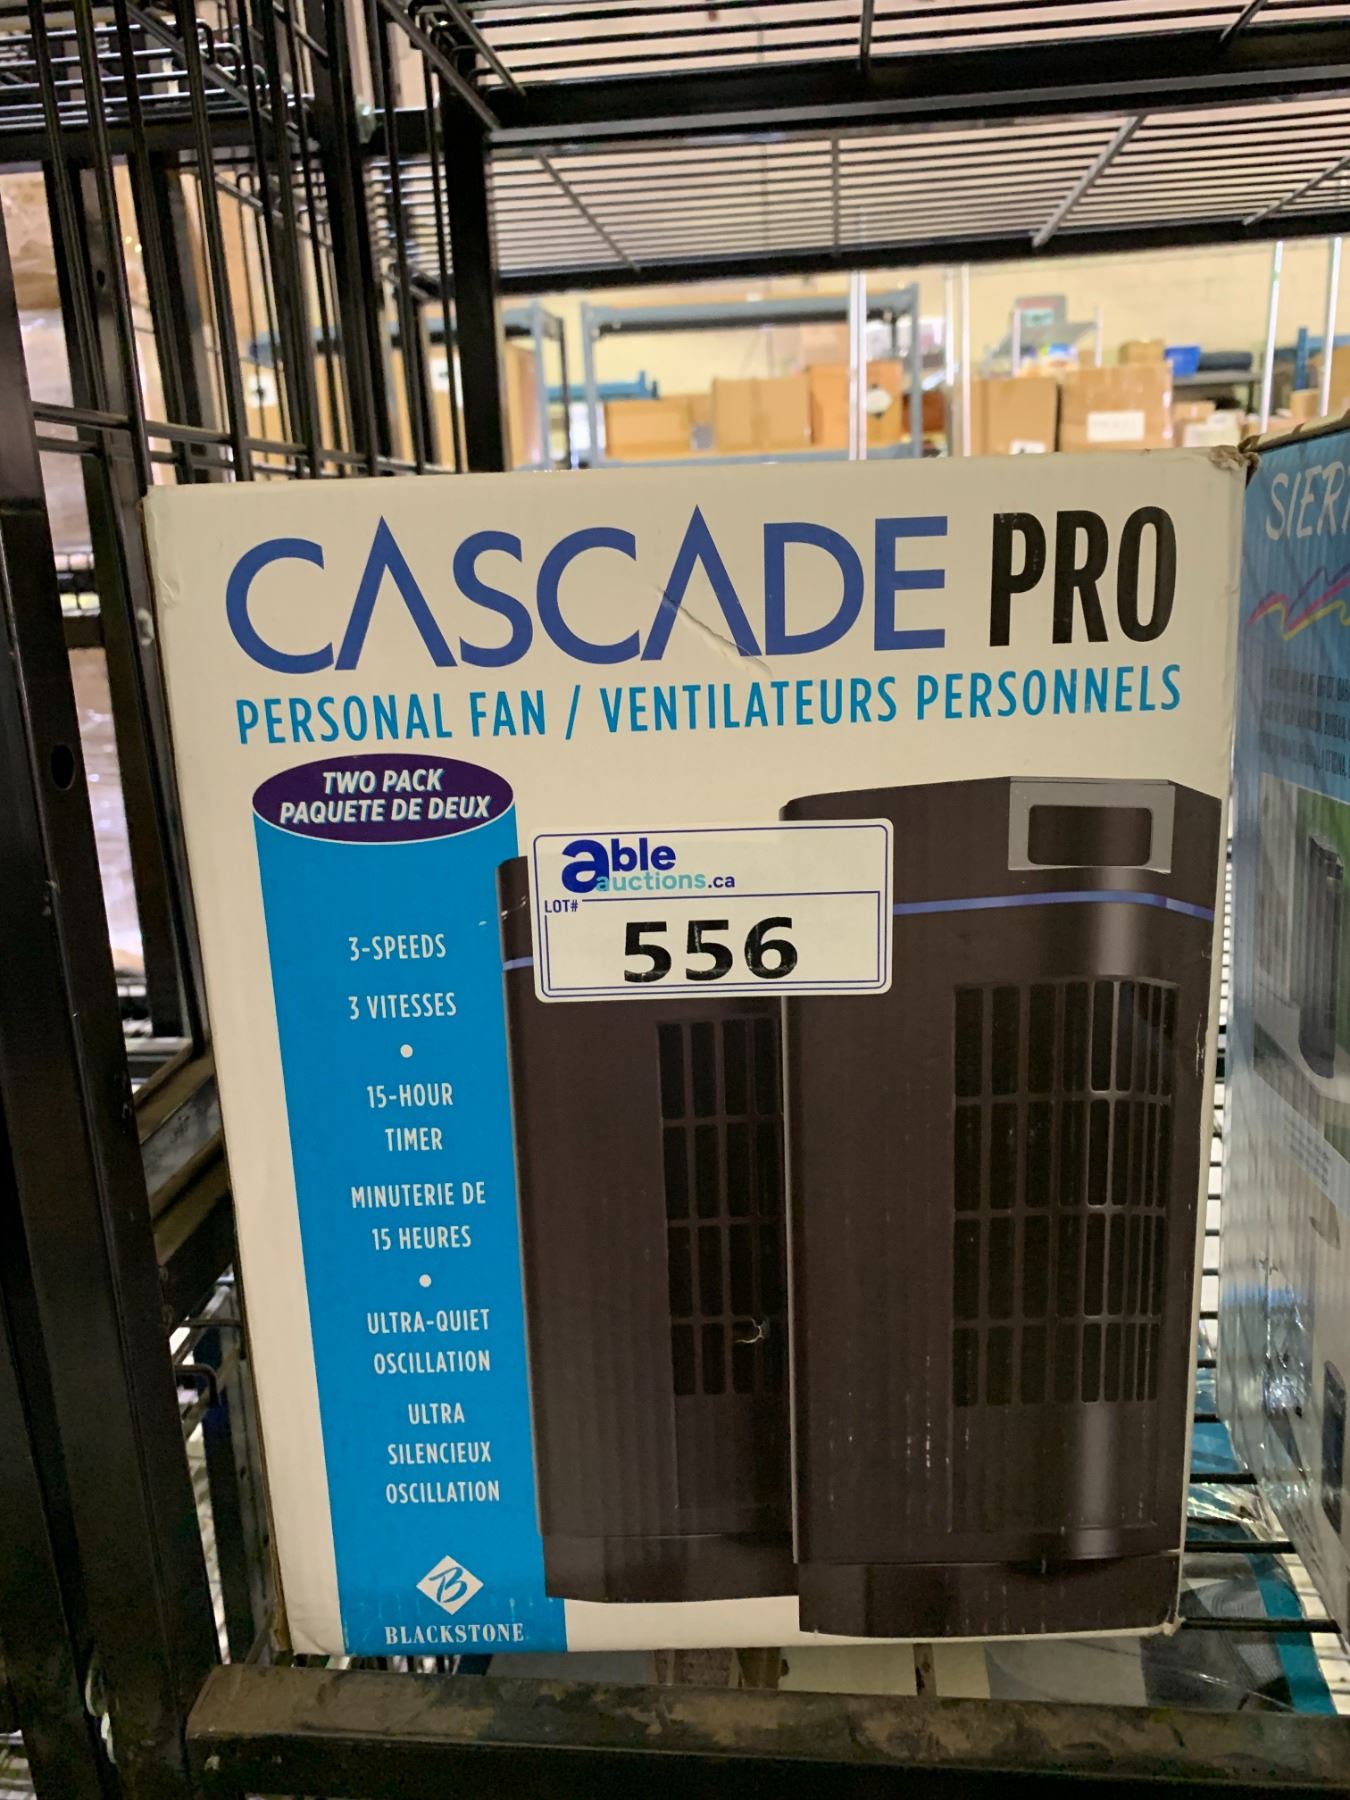 CASCADE PRO
PERSONAL FAN / VENTILATEURS PERSONNELS
TWO PACK
PAQUETE DE DEUX
able
auctions.ca
LOT#
556
3-SPEEDS
3 VITESSES
•
15-HOUR
TIMER
MINUTERIE DE
15 HEURES
•
ULTRA-QUIET
OSCILLATION
ULTRA
SILENCIEUX
OSCILLATION
B
BLACKSTONE
SIER